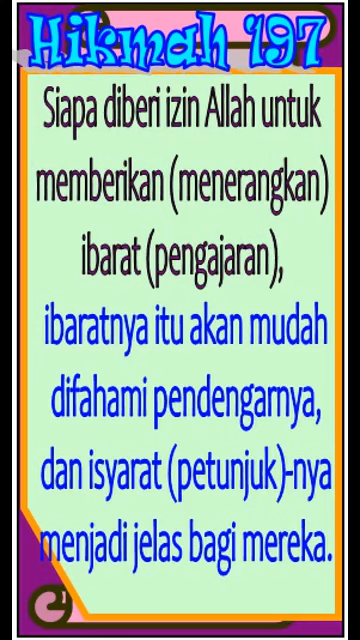 Hikmah 197
Siapa diberi izin Allah untuk
memberikan (menerangkan)
ibarat (pengajaran),
ibaratnya itu akan mudah
difahami pendengarnya,
dan isyarat (petunjuk)-nya
menjadi jelas bagi mereka.